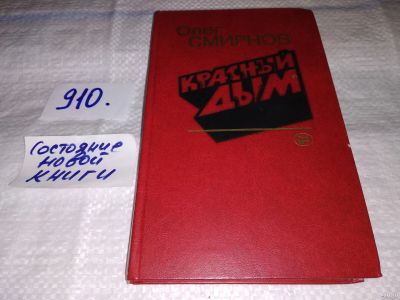 Олег
СМИРНОВ
КРАСНЫЙ
ДЫМ
910.
Состояние
новой
книги